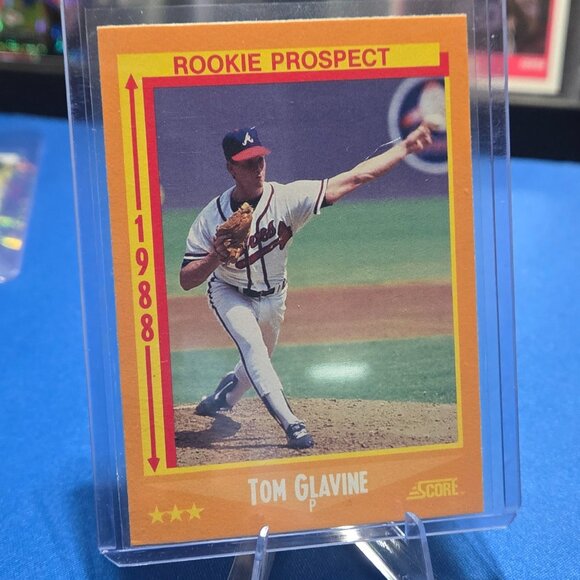 ROOKIE PROSPECT
1988
A
Braves
TOM GLAVINE
P
SCORE